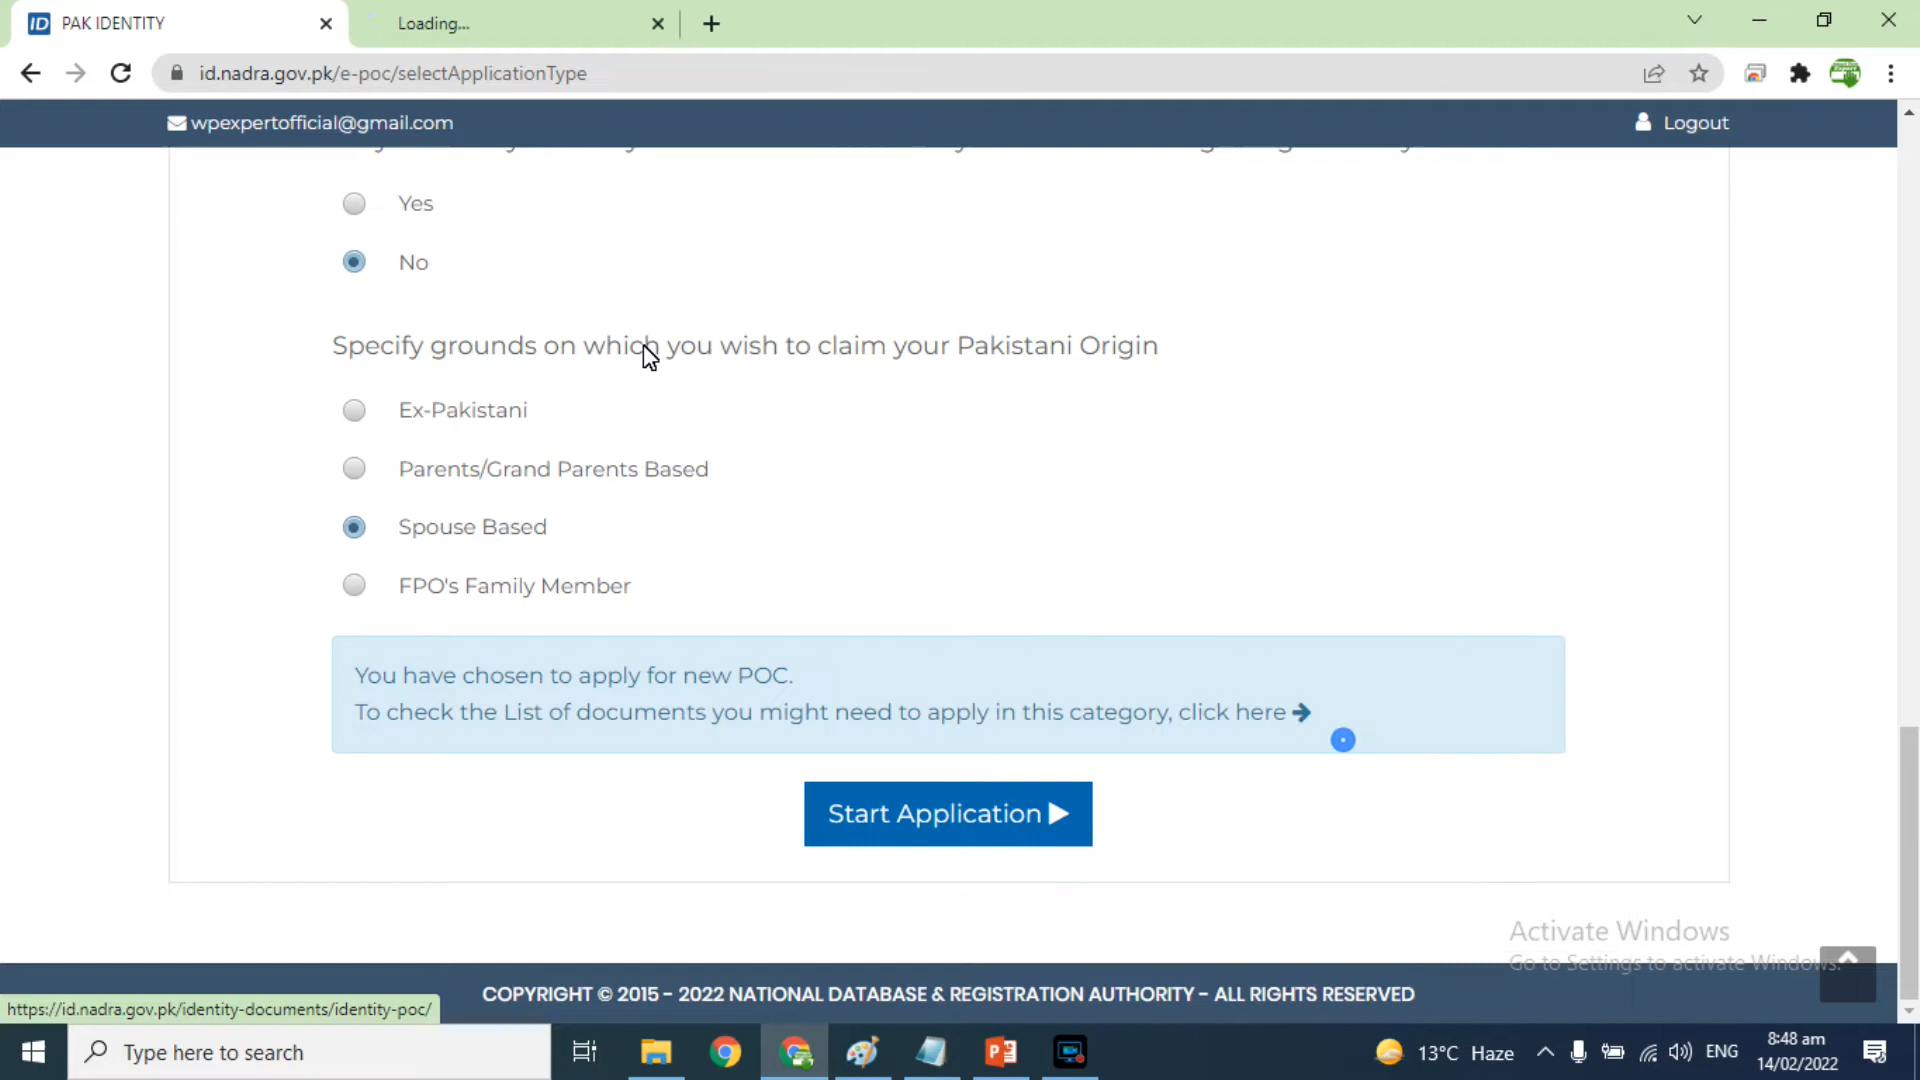 PAK IDENTITY
Loading...
id.nadra.gov.pk/e-poc/selectApplicationType
wpexpertofficial@gmail.com
Logout
Yes
No
Specify grounds on which you wish to claim your Pakistani Origin
Ex-Pakistani
Parents/Grand Parents Based
Spouse Based
FPO's Family Member
You have chosen to apply for new POC.
To check the List of documents you might need to apply in this category, click here
Start Application
Activate Windows
Go to Settings to activate Windows.
COPYRIGHT © 2015 - 2022 NATIONAL DATABASE & REGISTRATION AUTHORITY - ALL RIGHTS RESERVED
https://id.nadra.gov.pk/identity-documents/identity-poc/
Type here to search
13°C Haze
ENG
8:48 am
14/02/2022